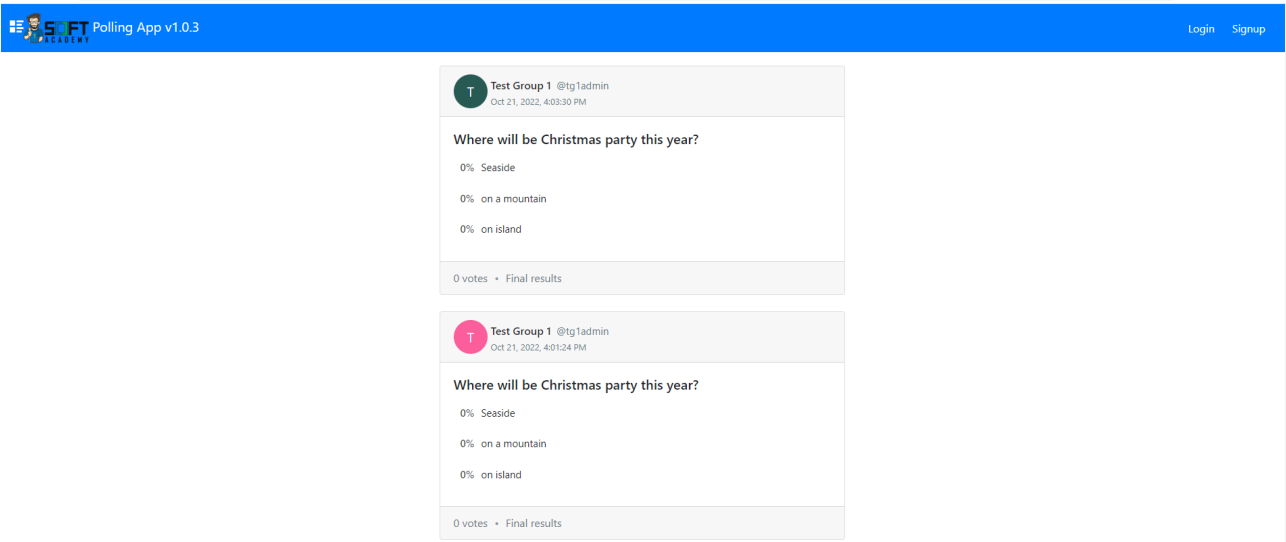 SOFT ACADEMY Polling App v1.0.3
Login Signup
T Test Group 1 @tg1admin
Oct 21, 2022, 4:03:30 PM
Where will be Christmas party this year?
0% Seaside
0% on a mountain
0% on island
0 votes • Final results
T Test Group 1 @tg1admin
Oct 21, 2022, 4:01:24 PM
Where will be Christmas party this year?
0% Seaside
0% on a mountain
0% on island
0 votes • Final results